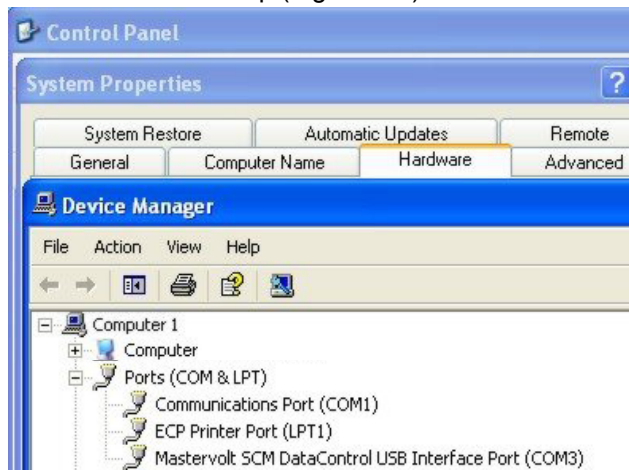 Control Panel
System Properties
?
System Restore Automatic Updates Remote
General Computer Name Hardware Advanced
Device Manager
File Action View Help
?
Computer 1
Computer
Ports (COM & LPT)
Communications Port (COM1)
ECP Printer Port (LPT1)
Mastervolt SCM DataControl USB Interface Port (COM3)